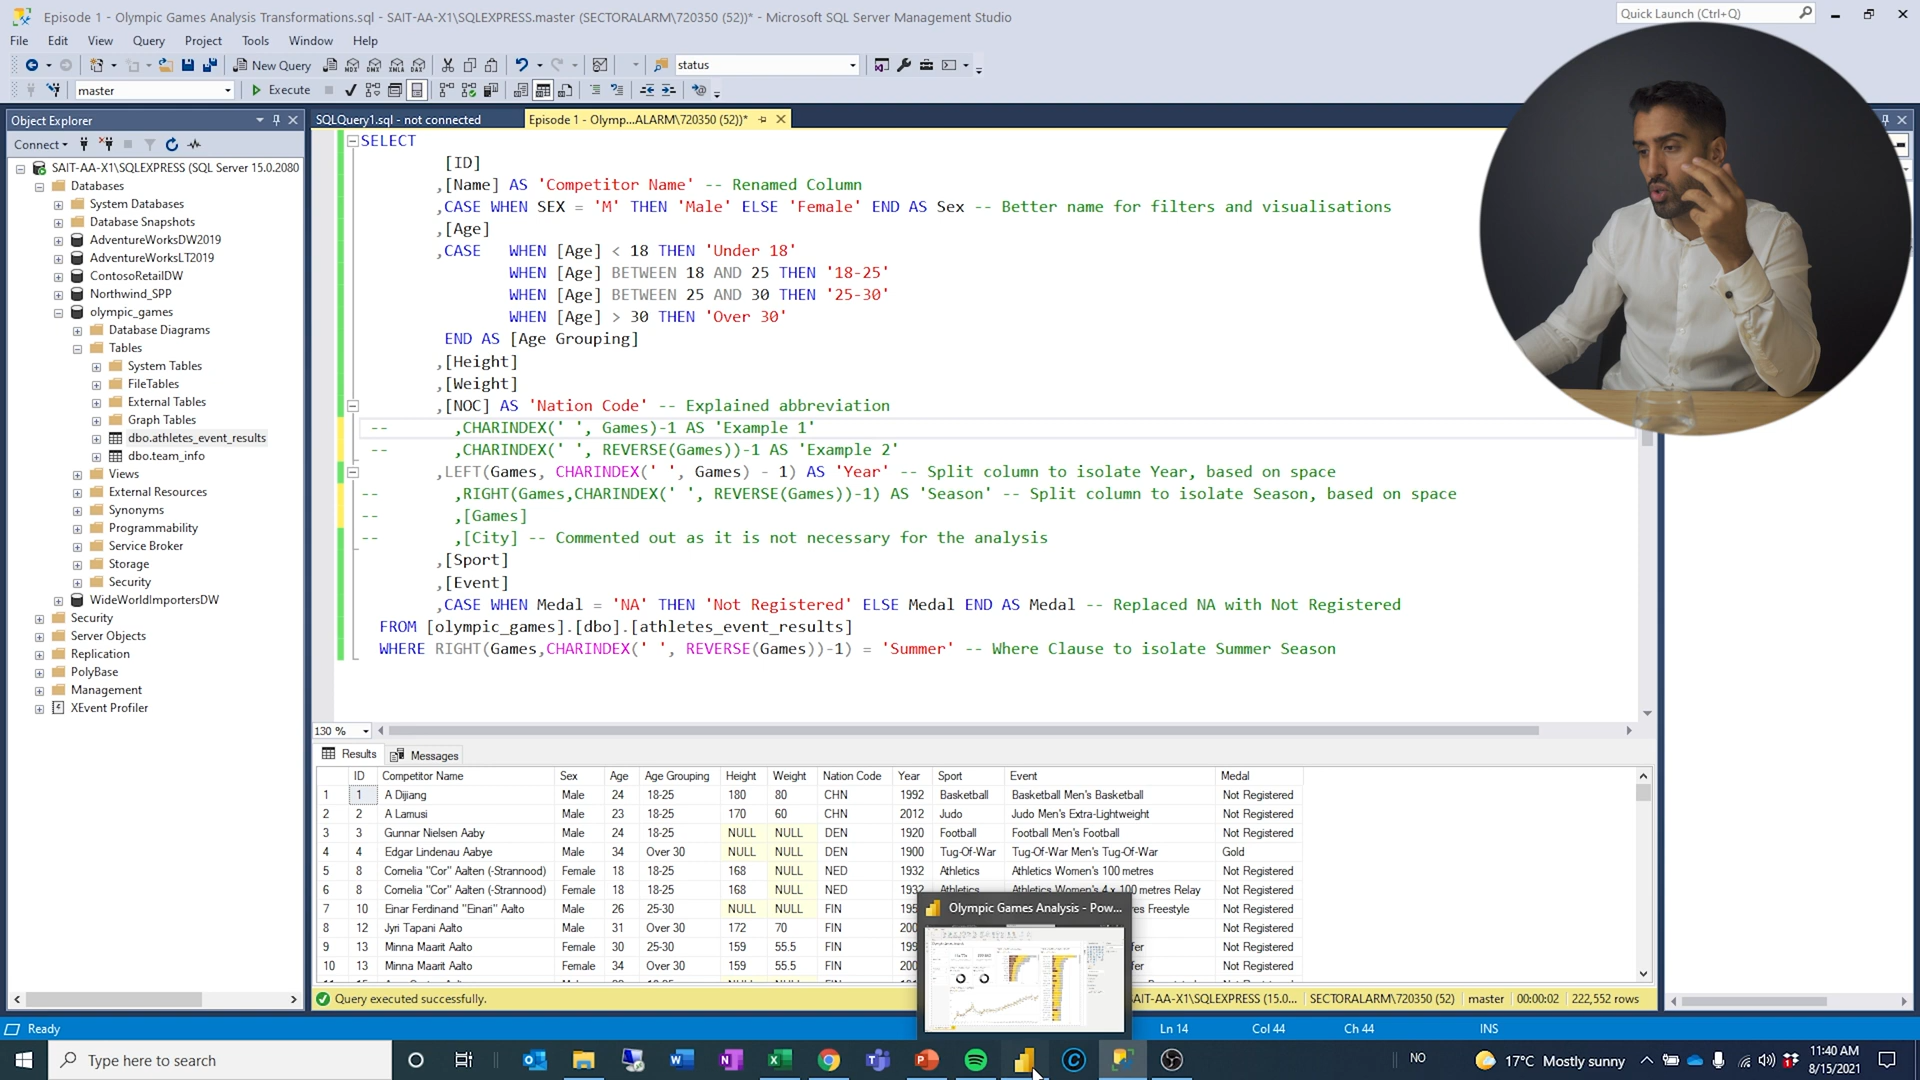 Episode 1 - Olympic Games Analysis Transformations.sql - SAIT-AA-X1\SQLEXPRESS.master (SECTORALARM\720350 (52))* - Microsoft SQL Server Management Studio
Quick Launch (Ctrl+Q)
File Edit View Query Project Tools Window Help
New Query
status
master
Execute
Object Explorer
SQLQuery1.sql - not connected
Episode 1 - Olymp...ALARM\720350 (52))*
Connect
SAIT-AA-X1\SQLEXPRESS (SQL Server 15.0.2080
Databases
System Databases
Database Snapshots
AdventureWorksDW2019
AdventureWorksLT2019
ContosoRetailDW
Northwind_SPP
olympic_games
Database Diagrams
Tables
System Tables
FileTables
External Tables
Graph Tables
dbo.athletes_event_results
dbo.team_info
Views
External Resources
Synonyms
Programmability
Service Broker
Storage
Security
WideWorldImportersDW
Security
Server Objects
Replication
PolyBase
Management
XEvent Profiler
SELECT
[ID]
,[Name] AS 'Competitor Name' -- Renamed Column
,CASE WHEN SEX = 'M' THEN 'Male' ELSE 'Female' END AS Sex -- Better name for filters and visualisations
,[Age]
,CASE WHEN [Age] < 18 THEN 'Under 18'
WHEN [Age] BETWEEN 18 AND 25 THEN '18-25'
WHEN [Age] BETWEEN 25 AND 30 THEN '25-30'
WHEN [Age] > 30 THEN 'Over 30'
END AS [Age Grouping]
,[Height]
,[Weight]
,[NOC] AS 'Nation Code' -- Explained abbreviation
-- ,CHARINDEX(' ', Games)-1 AS 'Example 1'
-- ,CHARINDEX(' ', REVERSE(Games))-1 AS 'Example 2'
,LEFT(Games, CHARINDEX(' ', Games) - 1) AS 'Year' -- Split column to isolate Year, based on space
-- ,RIGHT(Games,CHARINDEX(' ', REVERSE(Games))-1) AS 'Season' -- Split column to isolate Season, based on space
-- ,[Games]
-- ,[City] -- Commented out as it is not necessary for the analysis
,[Sport]
,[Event]
,CASE WHEN Medal = 'NA' THEN 'Not Registered' ELSE Medal END AS Medal -- Replaced NA with Not Registered
FROM [olympic_games].[dbo].[athletes_event_results]
WHERE RIGHT(Games,CHARINDEX(' ', REVERSE(Games))-1) = 'Summer' -- Where Clause to isolate Summer Season
130 %
Results Messages
ID Competitor Name Sex Age Age Grouping Height Weight Nation Code Year Sport Event Medal
1 1 A Dijiang Male 24 18-25 180 80 CHN 1992 Basketball Basketball Men's Basketball Not Registered
2 2 A Lamusi Male 23 18-25 170 60 CHN 2012 Judo Judo Men's Extra-Lightweight Not Registered
3 3 Gunnar Nielsen Aaby Male 24 18-25 NULL NULL DEN 1920 Football Football Men's Football Not Registered
4 4 Edgar Lindenau Aabye Male 34 Over 30 NULL NULL DEN 1900 Tug-Of-War Tug-Of-War Men's Tug-Of-War Gold
5 8 Cornelia "Cor" Aalten (-Strannood) Female 18 18-25 168 NULL NED 1932 Athletics Athletics Women's 100 metres Not Registered
6 8 Cornelia "Cor" Aalten (-Strannood) Female 18 18-25 168 NULL NED 1932 Athletics Athletics Women's 4 x 100 metres Relay Not Registered
7 10 Einar Ferdinand "Einari" Aalto Male 26 25-30 NULL NULL FIN 195 res Freestyle Not Registered
8 12 Jyri Tapani Aalto Male 31 Over 30 172 70 FIN 200 Not Registered
9 13 Minna Maarit Aalto Female 30 25-30 159 55.5 FIN 199 fer Not Registered
10 13 Minna Maarit Aalto Female 34 Over 30 159 55.5 FIN 200 fer Not Registered
Olympic Games Analysis - Pow...
Query executed successfully.
AIT-AA-X1\SQLEXPRESS (15.0... SECTORALARM\720350 (52) master 00:00:02 222,552 rows
Ready
Ln 14 Col 44 Ch 44 INS
Type here to search
NO
17°C Mostly sunny
11:40 AM
8/15/2021